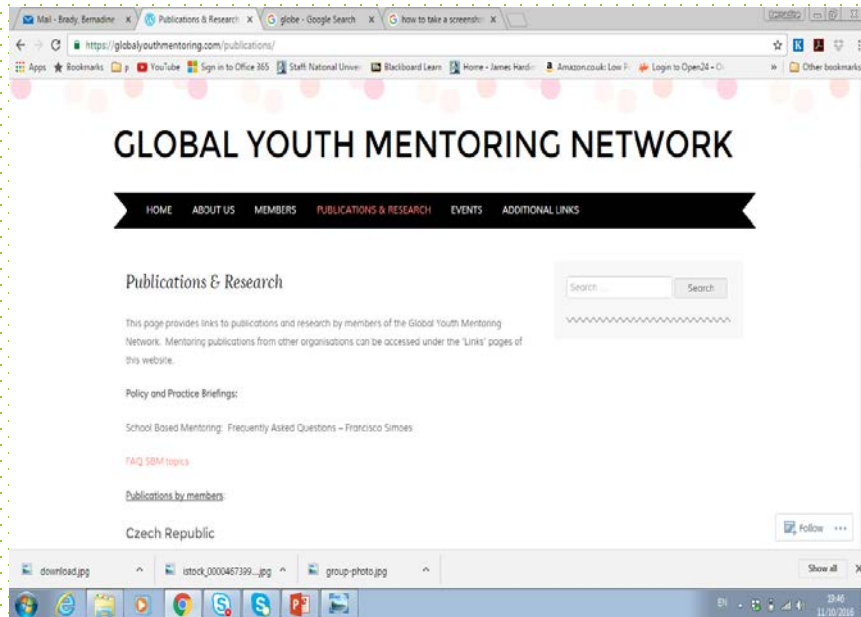 Mail - Brady, Bernadine
Publications & Research
globe - Google Search
how to take a screensho
https://globalyouthmentoring.com/publications/
Apps
Bookmarks
p
YouTube
Sign in to Office 365
Staff: National Univer
Blackboard Learn
Home - James Hardi
Amazon.co.uk: Low P
Login to Open24 - O
»
Other bookmarks
GLOBAL YOUTH MENTORING NETWORK
HOME ABOUT US MEMBERS PUBLICATIONS & RESEARCH EVENTS ADDITIONAL LINKS
Publications & Research
Search ...
Search
This page provides links to publications and research by members of the Global Youth Mentoring
Network. Mentoring publications from other organisations can be accessed under the 'Links' pages of
this website.
Policy and Practice Briefings:
School Based Mentoring: Frequently Asked Questions – Francisco Simoes
FAQ SBM topics
Publications by members:
Czech Republic
Follow
download.jpg
istock_0000467399....jpg
group-photo.jpg
Show all
EN
19:46
11/10/2016